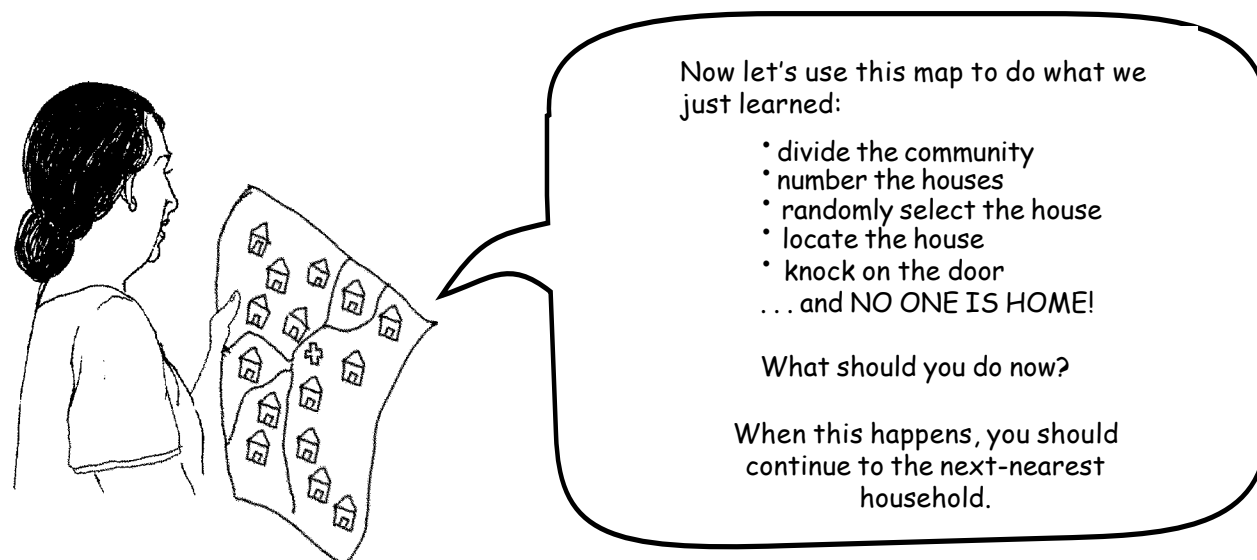 Now let's use this map to do what we
just learned:
• divide the community
• number the houses
• randomly select the house
• locate the house
• knock on the door
. . . and NO ONE IS HOME!
What should you do now?
When this happens, you should
continue to the next-nearest
household.